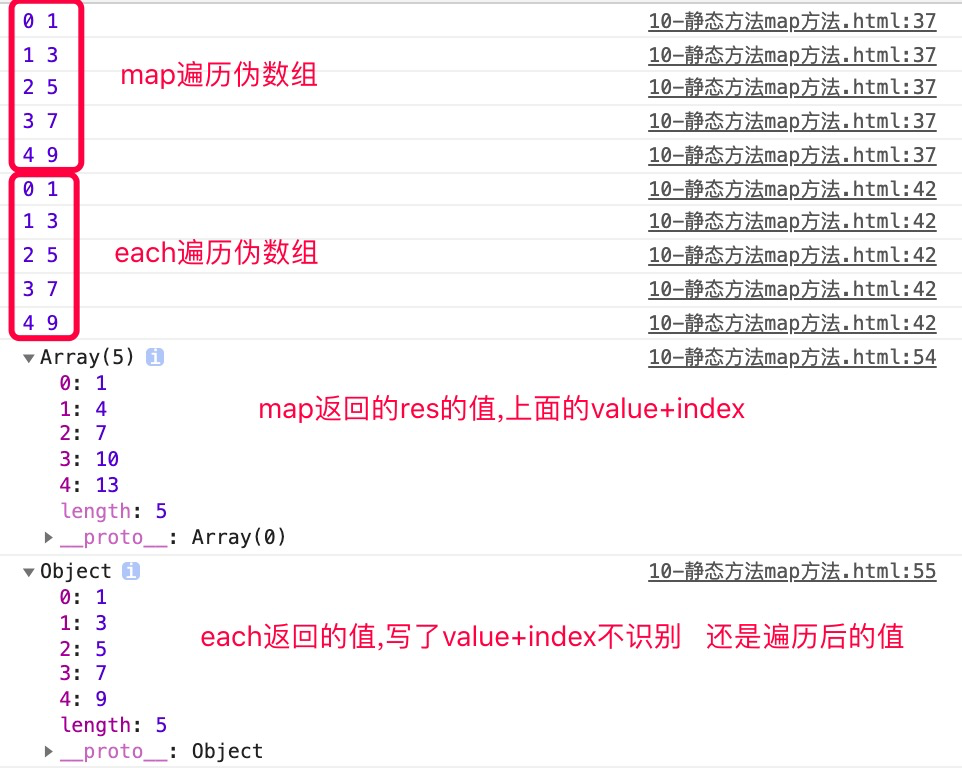 0 1 10-静态方法map方法.html:37
1 3 10-静态方法map方法.html:37
map遍历伪数组
2 5 10-静态方法map方法.html:37
3 7 10-静态方法map方法.html:37
4 9 10-静态方法map方法.html:37
0 1 10-静态方法map方法.html:42
1 3 10-静态方法map方法.html:42
each遍历伪数组
2 5 10-静态方法map方法.html:42
3 7 10-静态方法map方法.html:42
4 9 10-静态方法map方法.html:42
▼Array(5) i 10-静态方法map方法.html:54
0: 1
1: 4
map返回的res的值,上面的value+index
2: 7
3: 10
4: 13
length: 5
▶__proto__: Array(0)
▼Object i 10-静态方法map方法.html:55
0: 1
1: 3
each返回的值,写了value+index不识别 还是遍历后的值
2: 5
3: 7
4: 9
length: 5
▶__proto__: Object